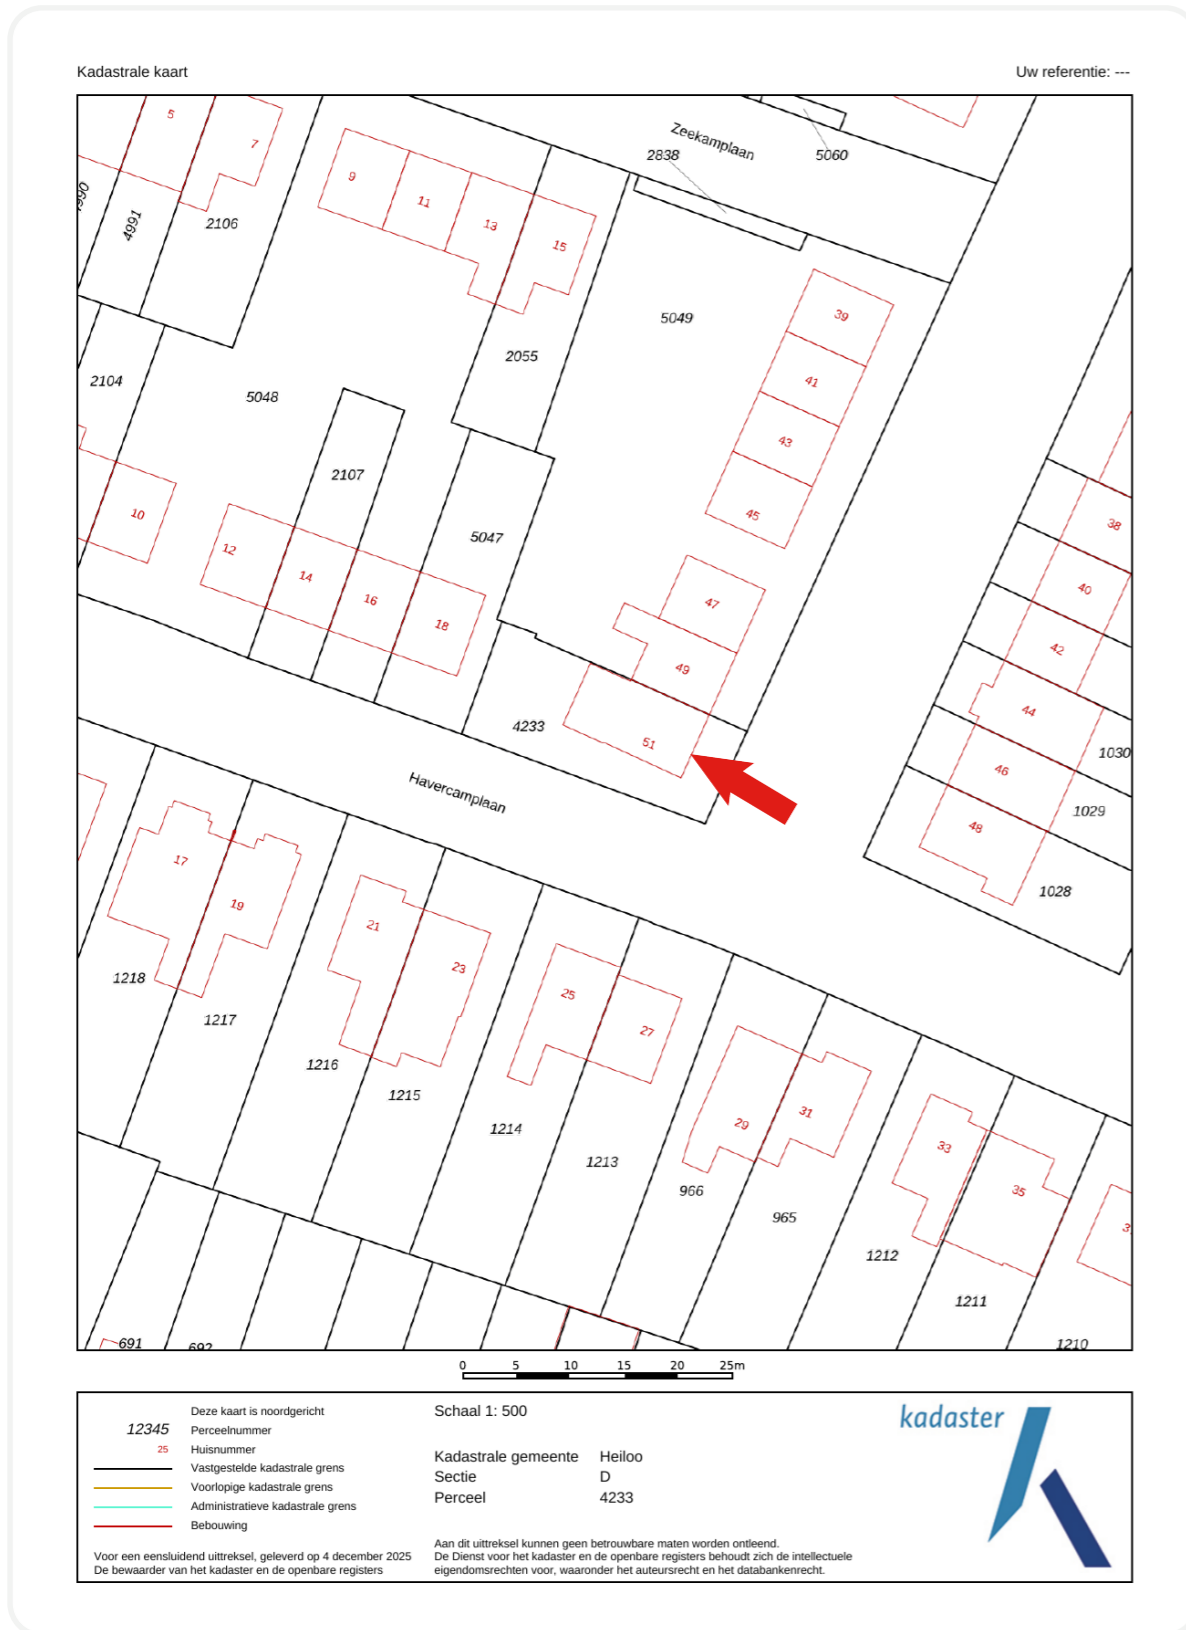 Kadastrale kaart
Uw referentie: ---
5
7
9
11
13
15
4991
2106
Zeekamplaan
2838
5060
5049
39
41
43
45
47
49
51
2055
2104
5048
2107
5047
10
12
14
16
18
4233
38
40
42
44
46
48
1030
1029
1028
Havercamplaan
17
19
21
23
25
27
29
31
33
35
1218
1217
1216
1215
1214
1213
966
965
1212
1211
1210
691
692
0 5 10 15 20 25m
Deze kaart is noordgericht
12345 Perceelnummer
25 Huisnummer
Vastgestelde kadastrale grens
Voorlopige kadastrale grens
Administratieve kadastrale grens
Bebouwing
Voor een eensluidend uittreksel, geleverd op 4 december 2025
De bewaarder van het kadaster en de openbare registers
Schaal 1: 500
Kadastrale gemeente Heiloo
Sectie D
Perceel 4233
Aan dit uittreksel kunnen geen betrouwbare maten worden ontleend.
De Dienst voor het kadaster en de openbare registers behoudt zich de intellectuele
eigendomsrechten voor, waaronder het auteursrecht en het databankenrecht.
kadaster